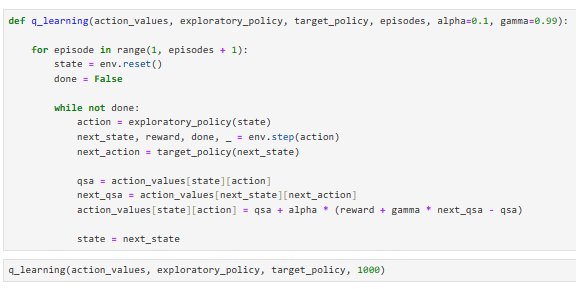 def q_learning(action_values, exploratory_policy, target_policy, episodes, alpha=0.1, gamma=0.99):
    for episode in range(1, episodes + 1):
        state = env.reset()
        done = False
        while not done:
            action = exploratory_policy(state)
            next_state, reward, done, _ = env.step(action)
            next_action = target_policy(next_state)
            qsa = action_values[state][action]
            next_qsa = action_values[next_state][next_action]
            action_values[state][action] = qsa + alpha * (reward + gamma * next_qsa - qsa)
            state = next_state
q_learning(action_values, exploratory_policy, target_policy, 1000)